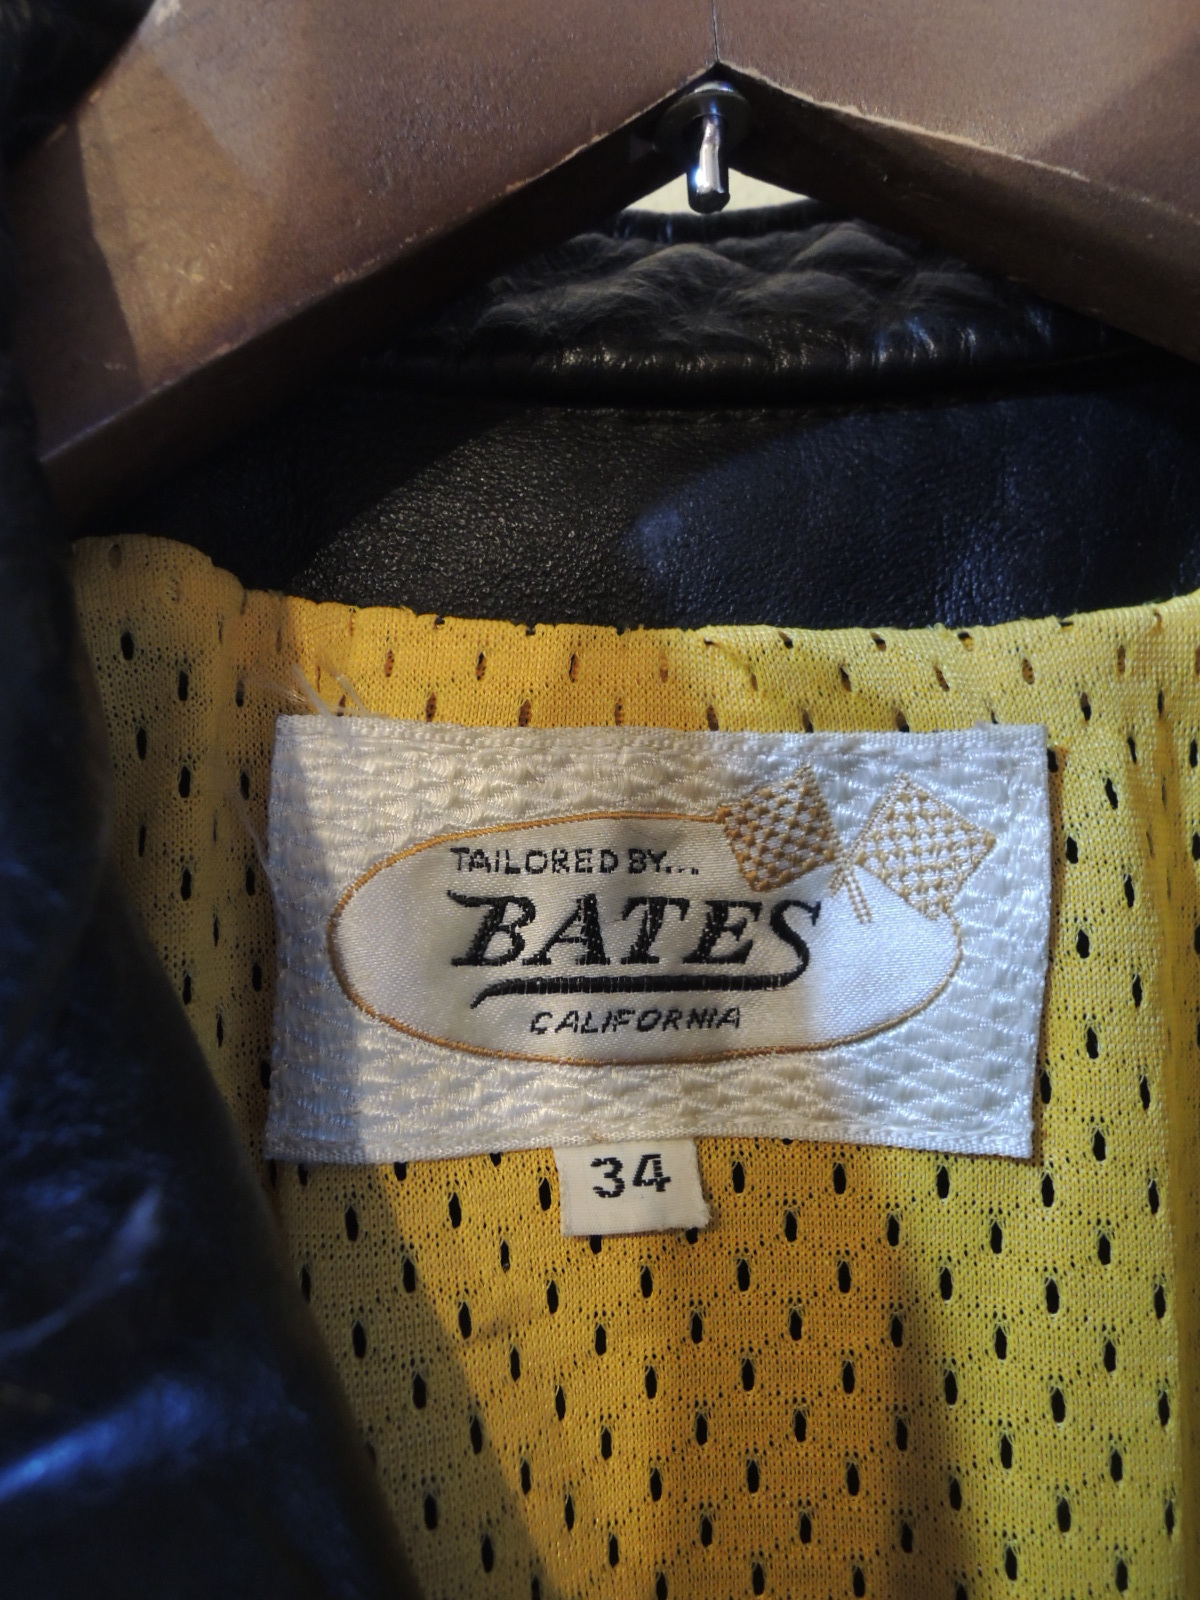 TAILORED BY...
BATES
CALIFORNIA
34